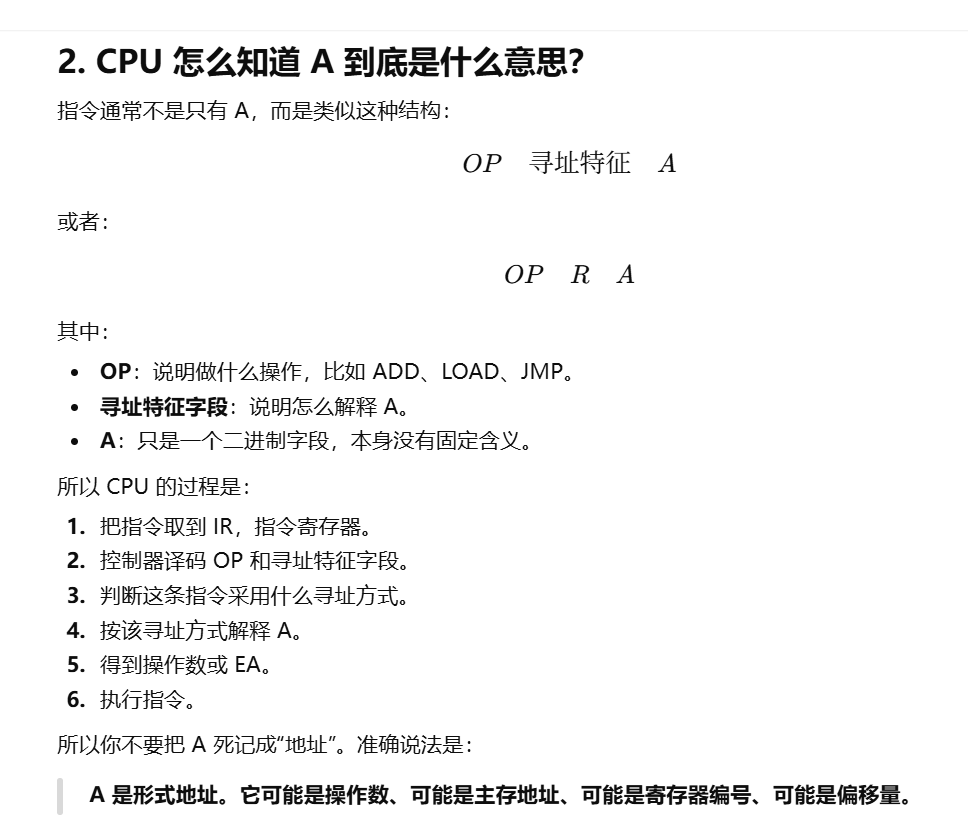 2. CPU 怎么知道 A 到底是什么意思？
指令通常不是只有 A，而是类似这种结构：
OP 寻址特征 A
或者：
OP R A
其中：
• OP：说明做什么操作，比如 ADD、LOAD、JMP。
• 寻址特征字段：说明怎么解释 A。
• A：只是一个二进制字段，本身没有固定含义。
所以 CPU 的过程是：
1. 把指令取到 IR，指令寄存器。
2. 控制器译码 OP 和寻址特征字段。
3. 判断这条指令采用什么寻址方式。
4. 按该寻址方式解释 A。
5. 得到操作数或 EA。
6. 执行指令。
所以你不要把 A 死记成“地址”。准确说法是：
A 是形式地址。它可能是操作数、可能是主存地址、可能是寄存器编号、可能是偏移量。